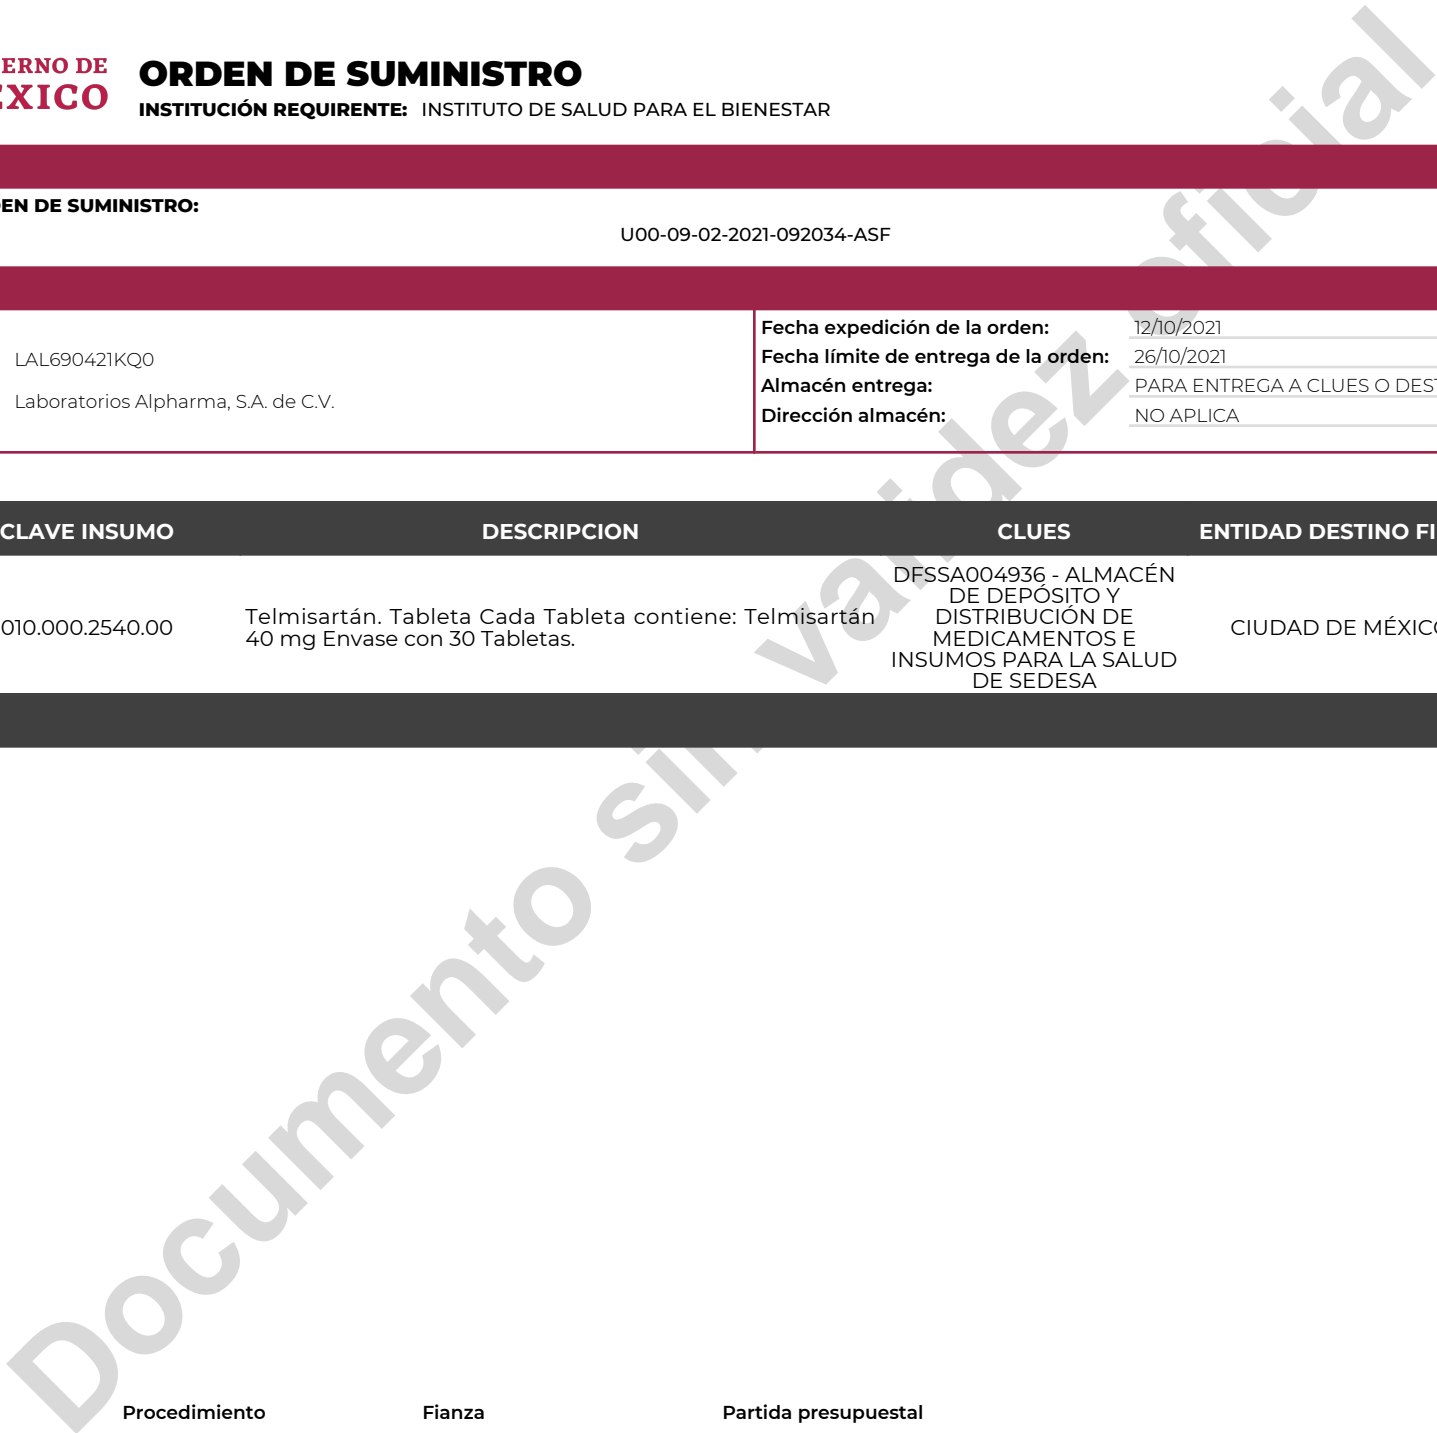 ERNO DE
ÉXICO
ORDEN DE SUMINISTRO
INSTITUCIÓN REQUIRENTE: INSTITUTO DE SALUD PARA EL BIENESTAR
EN DE SUMINISTRO:
U00-09-02-2021-092034-ASF
LAL690421KQ0
Laboratorios Alpharma, S.A. de C.V.
Fecha expedición de la orden: 12/10/2021
Fecha límite de entrega de la orden: 26/10/2021
Almacén entrega: PARA ENTREGA A CLUES O DEST
Dirección almacén: NO APLICA
CLAVE INSUMO DESCRIPCION CLUES ENTIDAD DESTINO FI
010.000.2540.00
Telmisartán. Tableta Cada Tableta contiene: Telmisartán
40 mg Envase con 30 Tabletas.
DFSSA004936 - ALMACÉN
DE DEPÓSITO Y
DISTRIBUCIÓN DE
MEDICAMENTOS E
INSUMOS PARA LA SALUD
DE SEDESA
CIUDAD DE MÉXICO
Documento sin validez oficial
Procedimiento Fianza Partida presupuestal